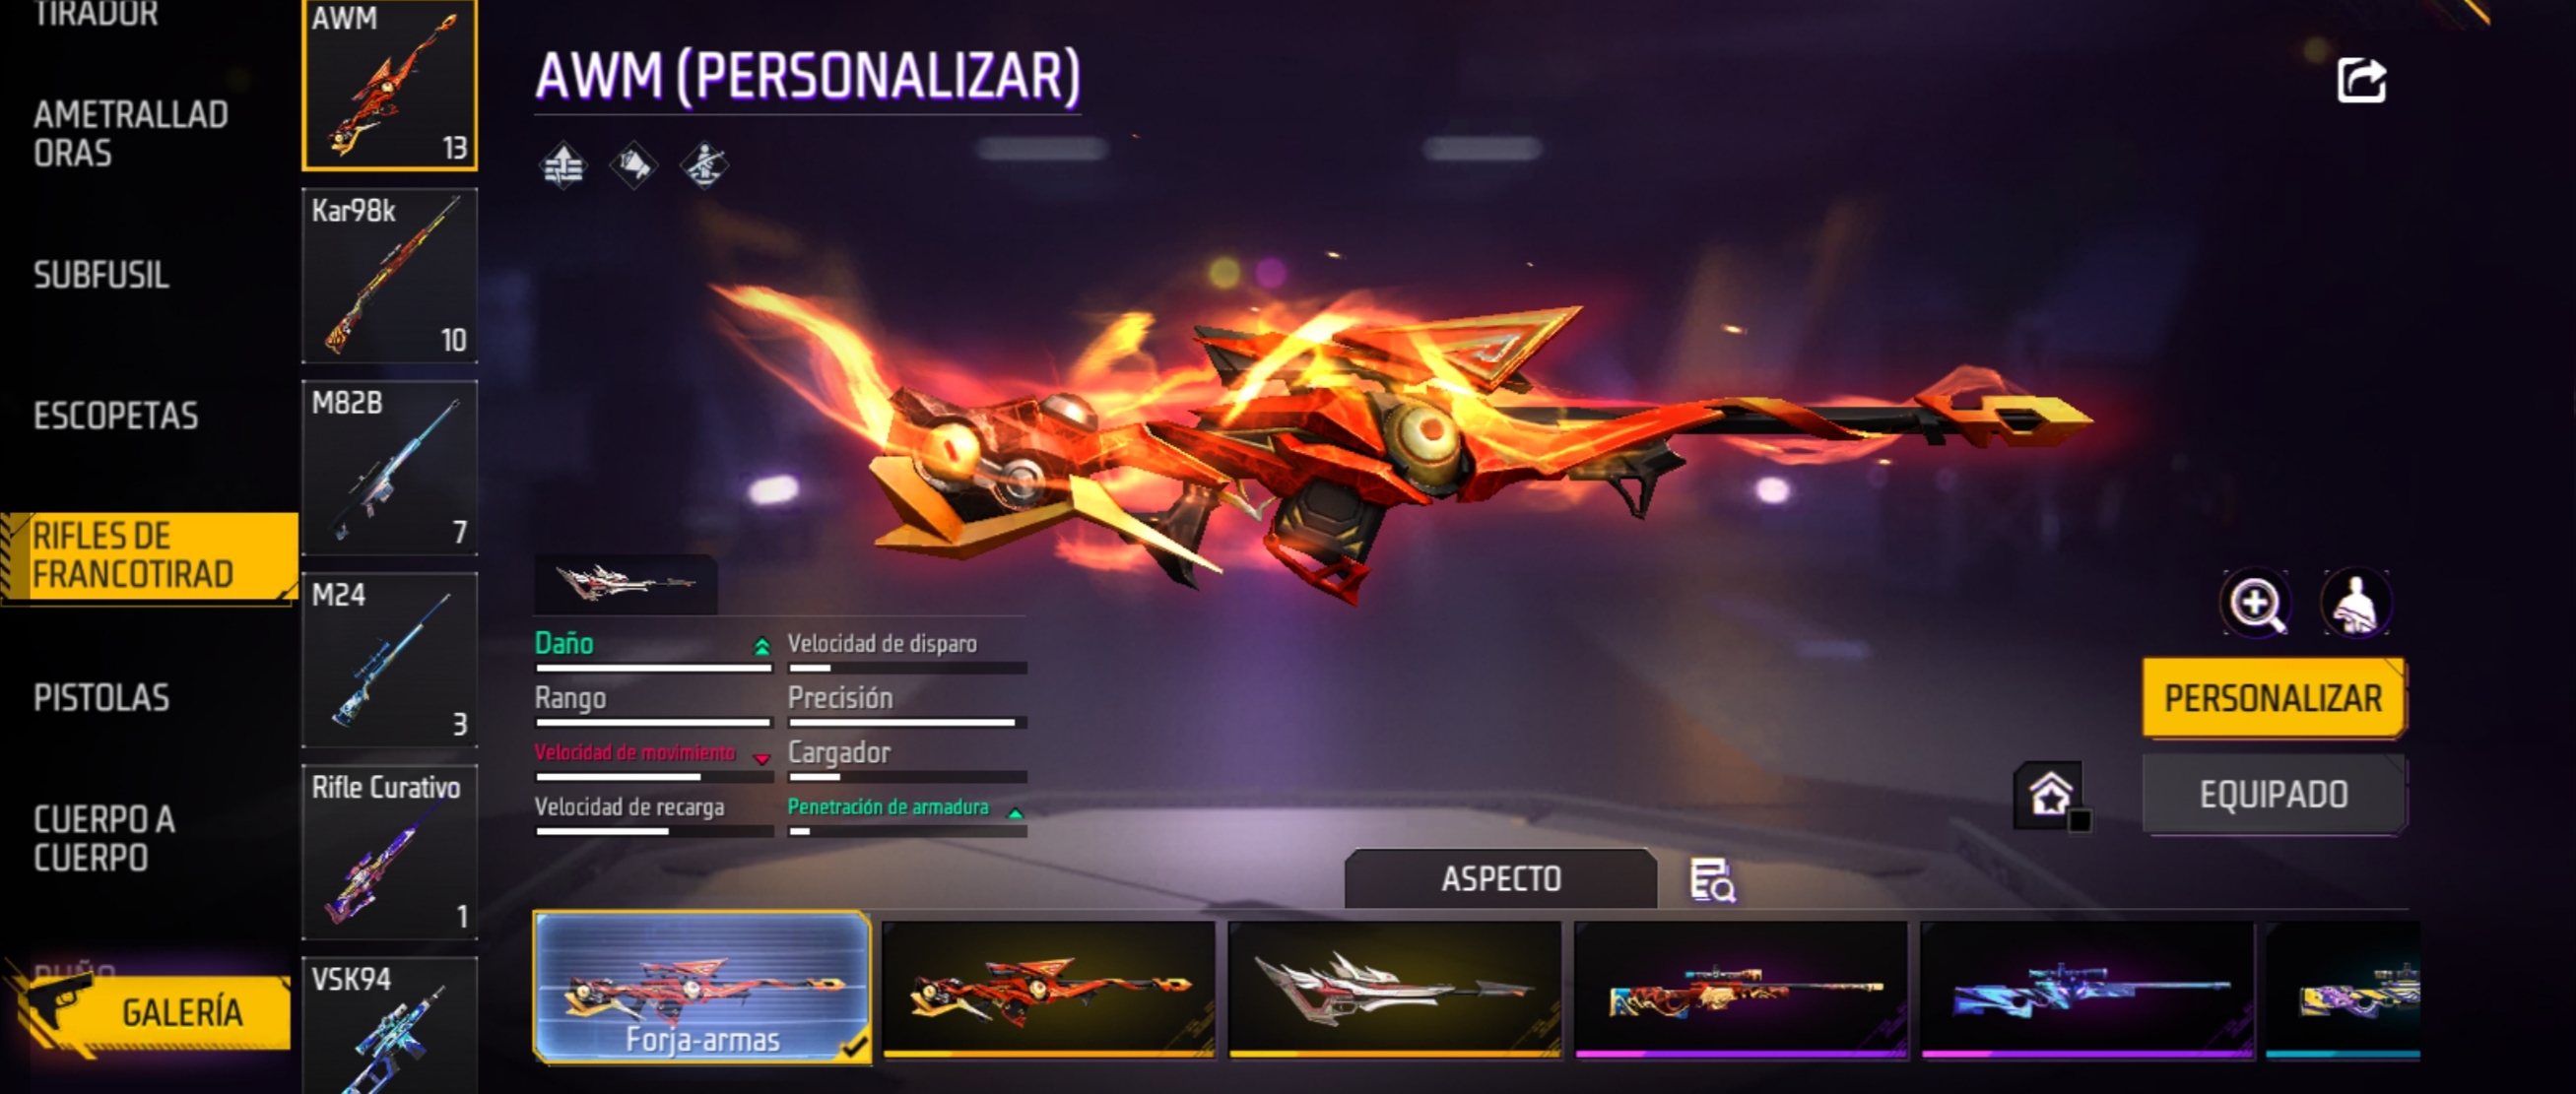 TIRADOR
AMETRALLAD
ORAS
SUBFUSIL
ESCOPETAS
RIFLES DE
FRANCOTIRAD
PISTOLAS
CUERPO A
CUERPO
PUÑO
GALERÍA
AWM
13
Kar98k
10
M82B
7
M24
3
Rifle Curativo
1
VSK94
AWM (PERSONALIZAR)
Daño
Velocidad de disparo
Rango
Precisión
Velocidad de movimiento
Cargador
Velocidad de recarga
Penetración de armadura
PERSONALIZAR
EQUIPADO
ASPECTO
Forja-armas